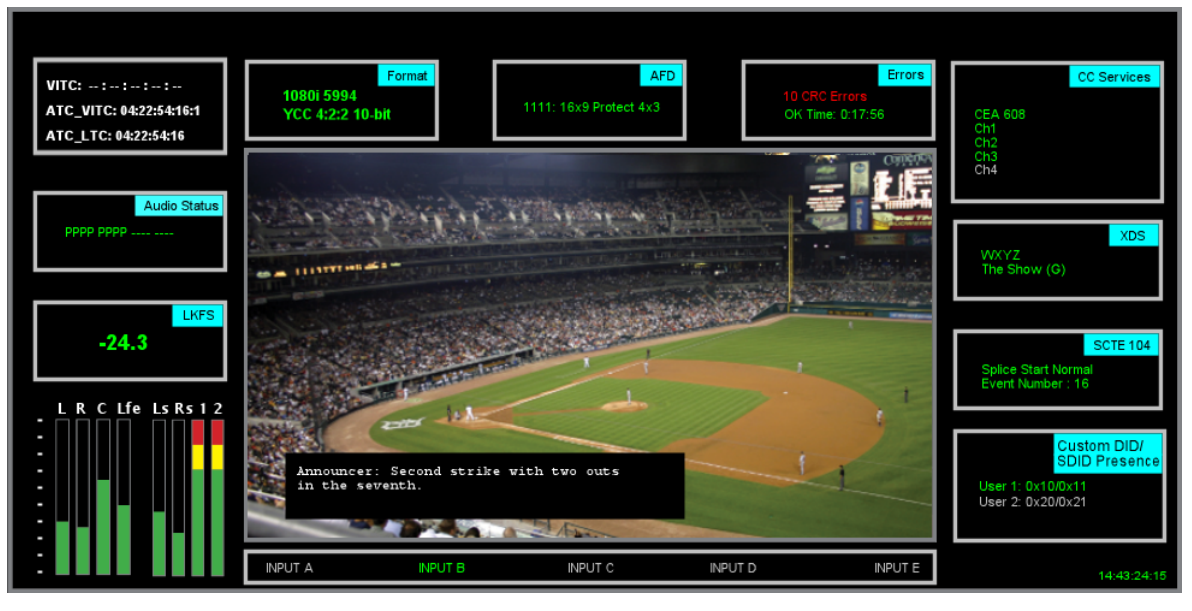 VITC: --:--:--:--:--
ATC_VITC: 04:22:54:16:1
ATC_LTC: 04:22:54:16
Format
1080i 5994
YCC 4:2:2 10-bit
AFD
1111: 16x9 Protect 4x3
Errors
10 CRC Errors
OK Time: 0:17:56
CC Services
CEA 608
Ch1
Ch2
Ch3
Ch4
Audio Status
PPPP PPPP ---- ----
XDS
WXYZ
The Show (G)
LKFS
-24.3
SCTE 104
Splice Start Normal
Event Number : 16
L R C Lfe Ls Rs 1 2
Custom DID/
SDID Presence
User 1: 0x10/0x11
User 2: 0x20/0x21
Announcer: Second strike with two outs
in the seventh.
INPUT A INPUT B INPUT C INPUT D INPUT E
14:43:24:15